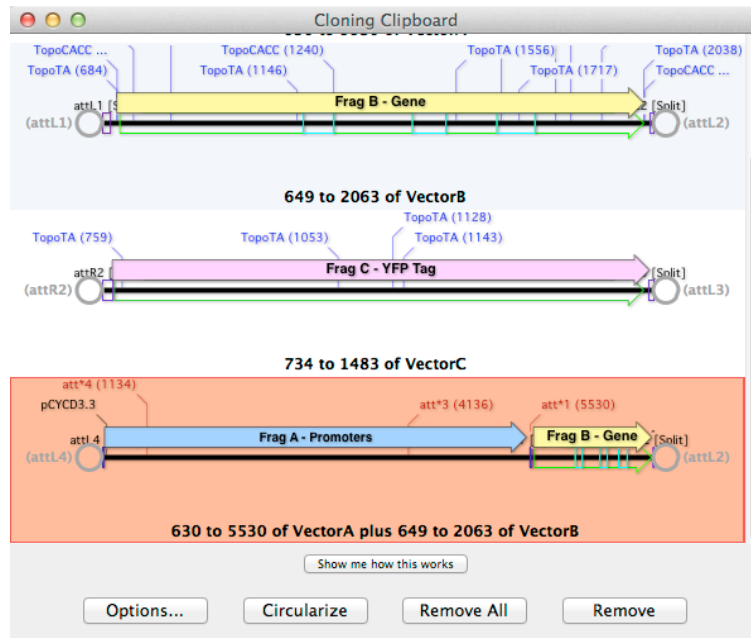 Cloning Clipboard
TopoCACC ... TopoCACC (1240) TopoTA (1556) TopoTA (2038)
TopoTA (684) TopoTA (1146) TopoTA (1717) TopoCACC ...
attL1 [S Frag B - Gene 2 [Split]
(attL1) (attL2)
649 to 2063 of VectorB
TopoTA (1128)
TopoTA (759) TopoTA (1053) TopoTA (1143)
attR2 [ Frag C - YFP Tag [Split]
(attR2) (attL3)
734 to 1483 of VectorC
att*4 (1134)
pCYCD3.3 att*3 (4136) att*1 (5530)
attL4 Frag A - Promoters Frag B - Gene [Split]
(attL4) (attL2)
630 to 5530 of VectorA plus 649 to 2063 of VectorB
Show me how this works
Options... Circularize Remove All Remove